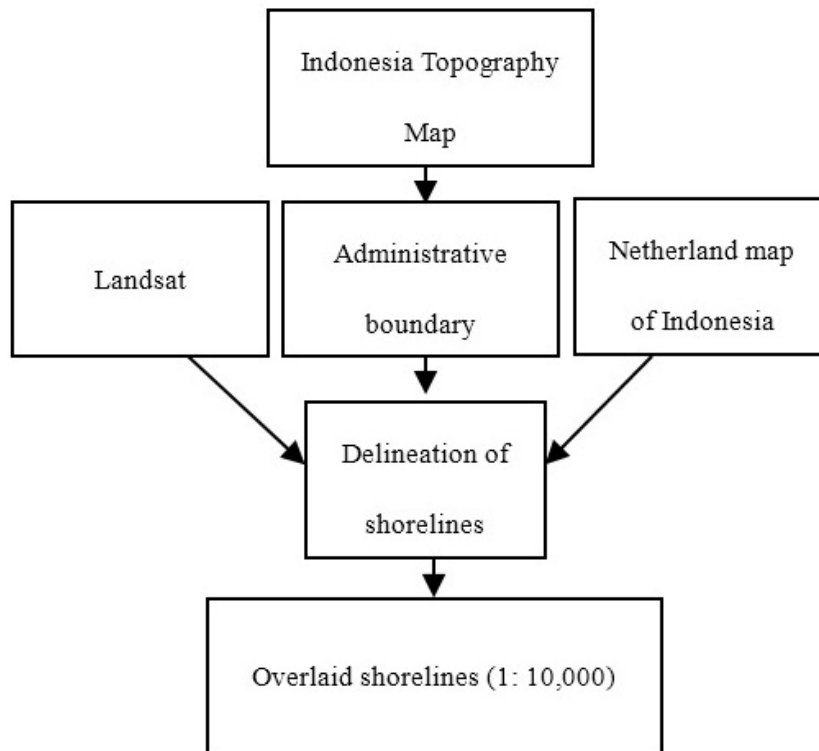 Indonesia Topography
Map
Landsat
Administrative
boundary
Netherland map
of Indonesia
Delineation of
shorelines
Overlaid shorelines (1: 10,000)